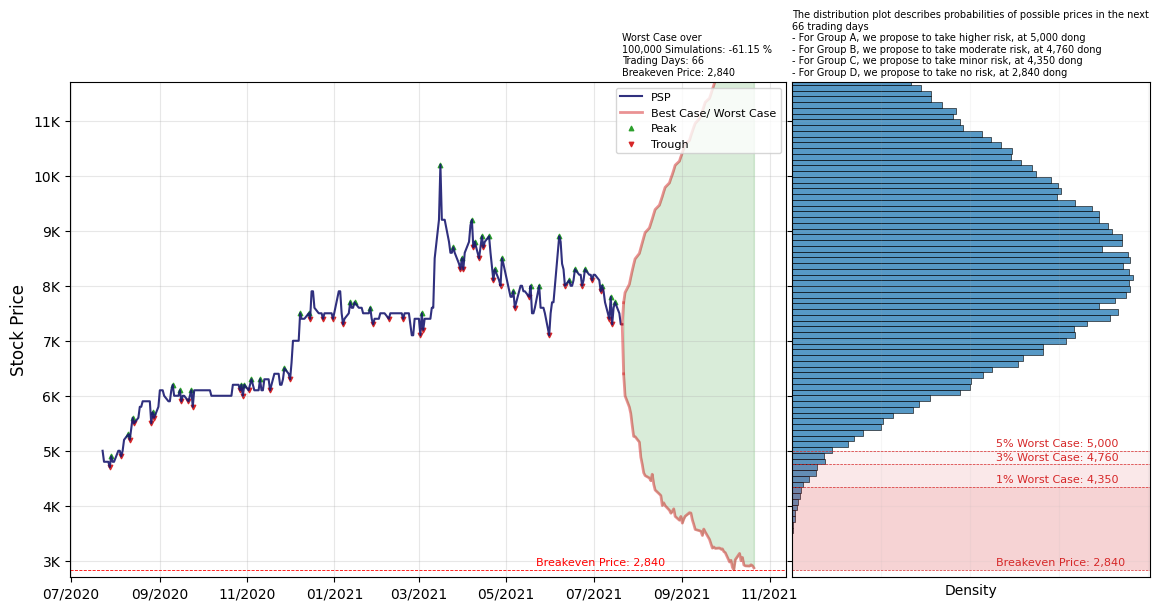 The distribution plot describes probabilities of possible prices in the next
66 trading days
- For Group A, we propose to take higher risk, at 5,000 dong
- For Group B, we propose to take moderate risk, at 4,760 dong
- For Group C, we propose to take minor risk, at 4,350 dong
- For Group D, we propose to take no risk, at 2,840 dong
Worst Case over
100,000 Simulations: -61.15 %
Trading Days: 66
Breakeven Price: 2,840
PSP
Best Case/ Worst Case
Peak
Trough
Stock Price
11K
10K
9K
8K
7K
6K
5K
4K
3K
Breakeven Price: 2,840
07/2020
09/2020
11/2020
01/2021
03/2021
05/2021
07/2021
09/2021
11/2021
5% Worst Case: 5,000
3% Worst Case: 4,760
1% Worst Case: 4,350
Breakeven Price: 2,840
Density